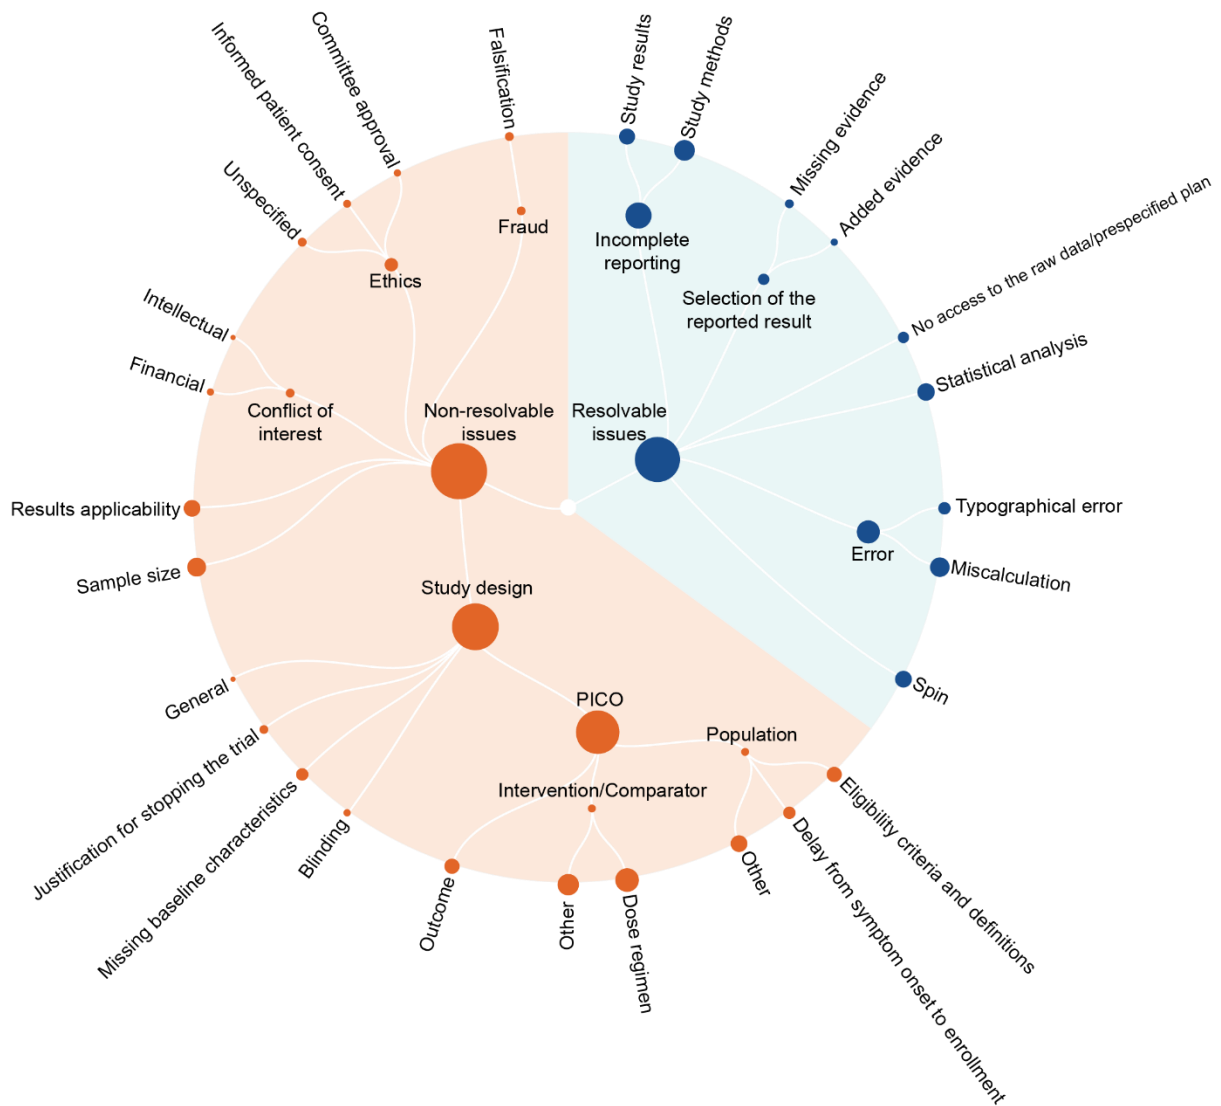 Falsification
Committee approval
Informed patient consent
Unspecified
Fraud
Ethics
Intellectual
Financial
Conflict of
interest
Non-resolvable
issues
Results applicability
Sample size
Study design
General
Justification for stopping the trial
Missing baseline characteristics
Blinding
PICO
Outcome
Intervention/Comparator
Other
Dose regimen
Population
Other
Delay from symptom onset to enrollment
Eligibility criteria and definitions
Study results
Study methods
Incomplete
reporting
Missing evidence
Added evidence
Selection of the
reported result
No access to the raw data/prespecified plan
Statistical analysis
Resolvable
issues
Typographical error
Error
Miscalculation
Spin